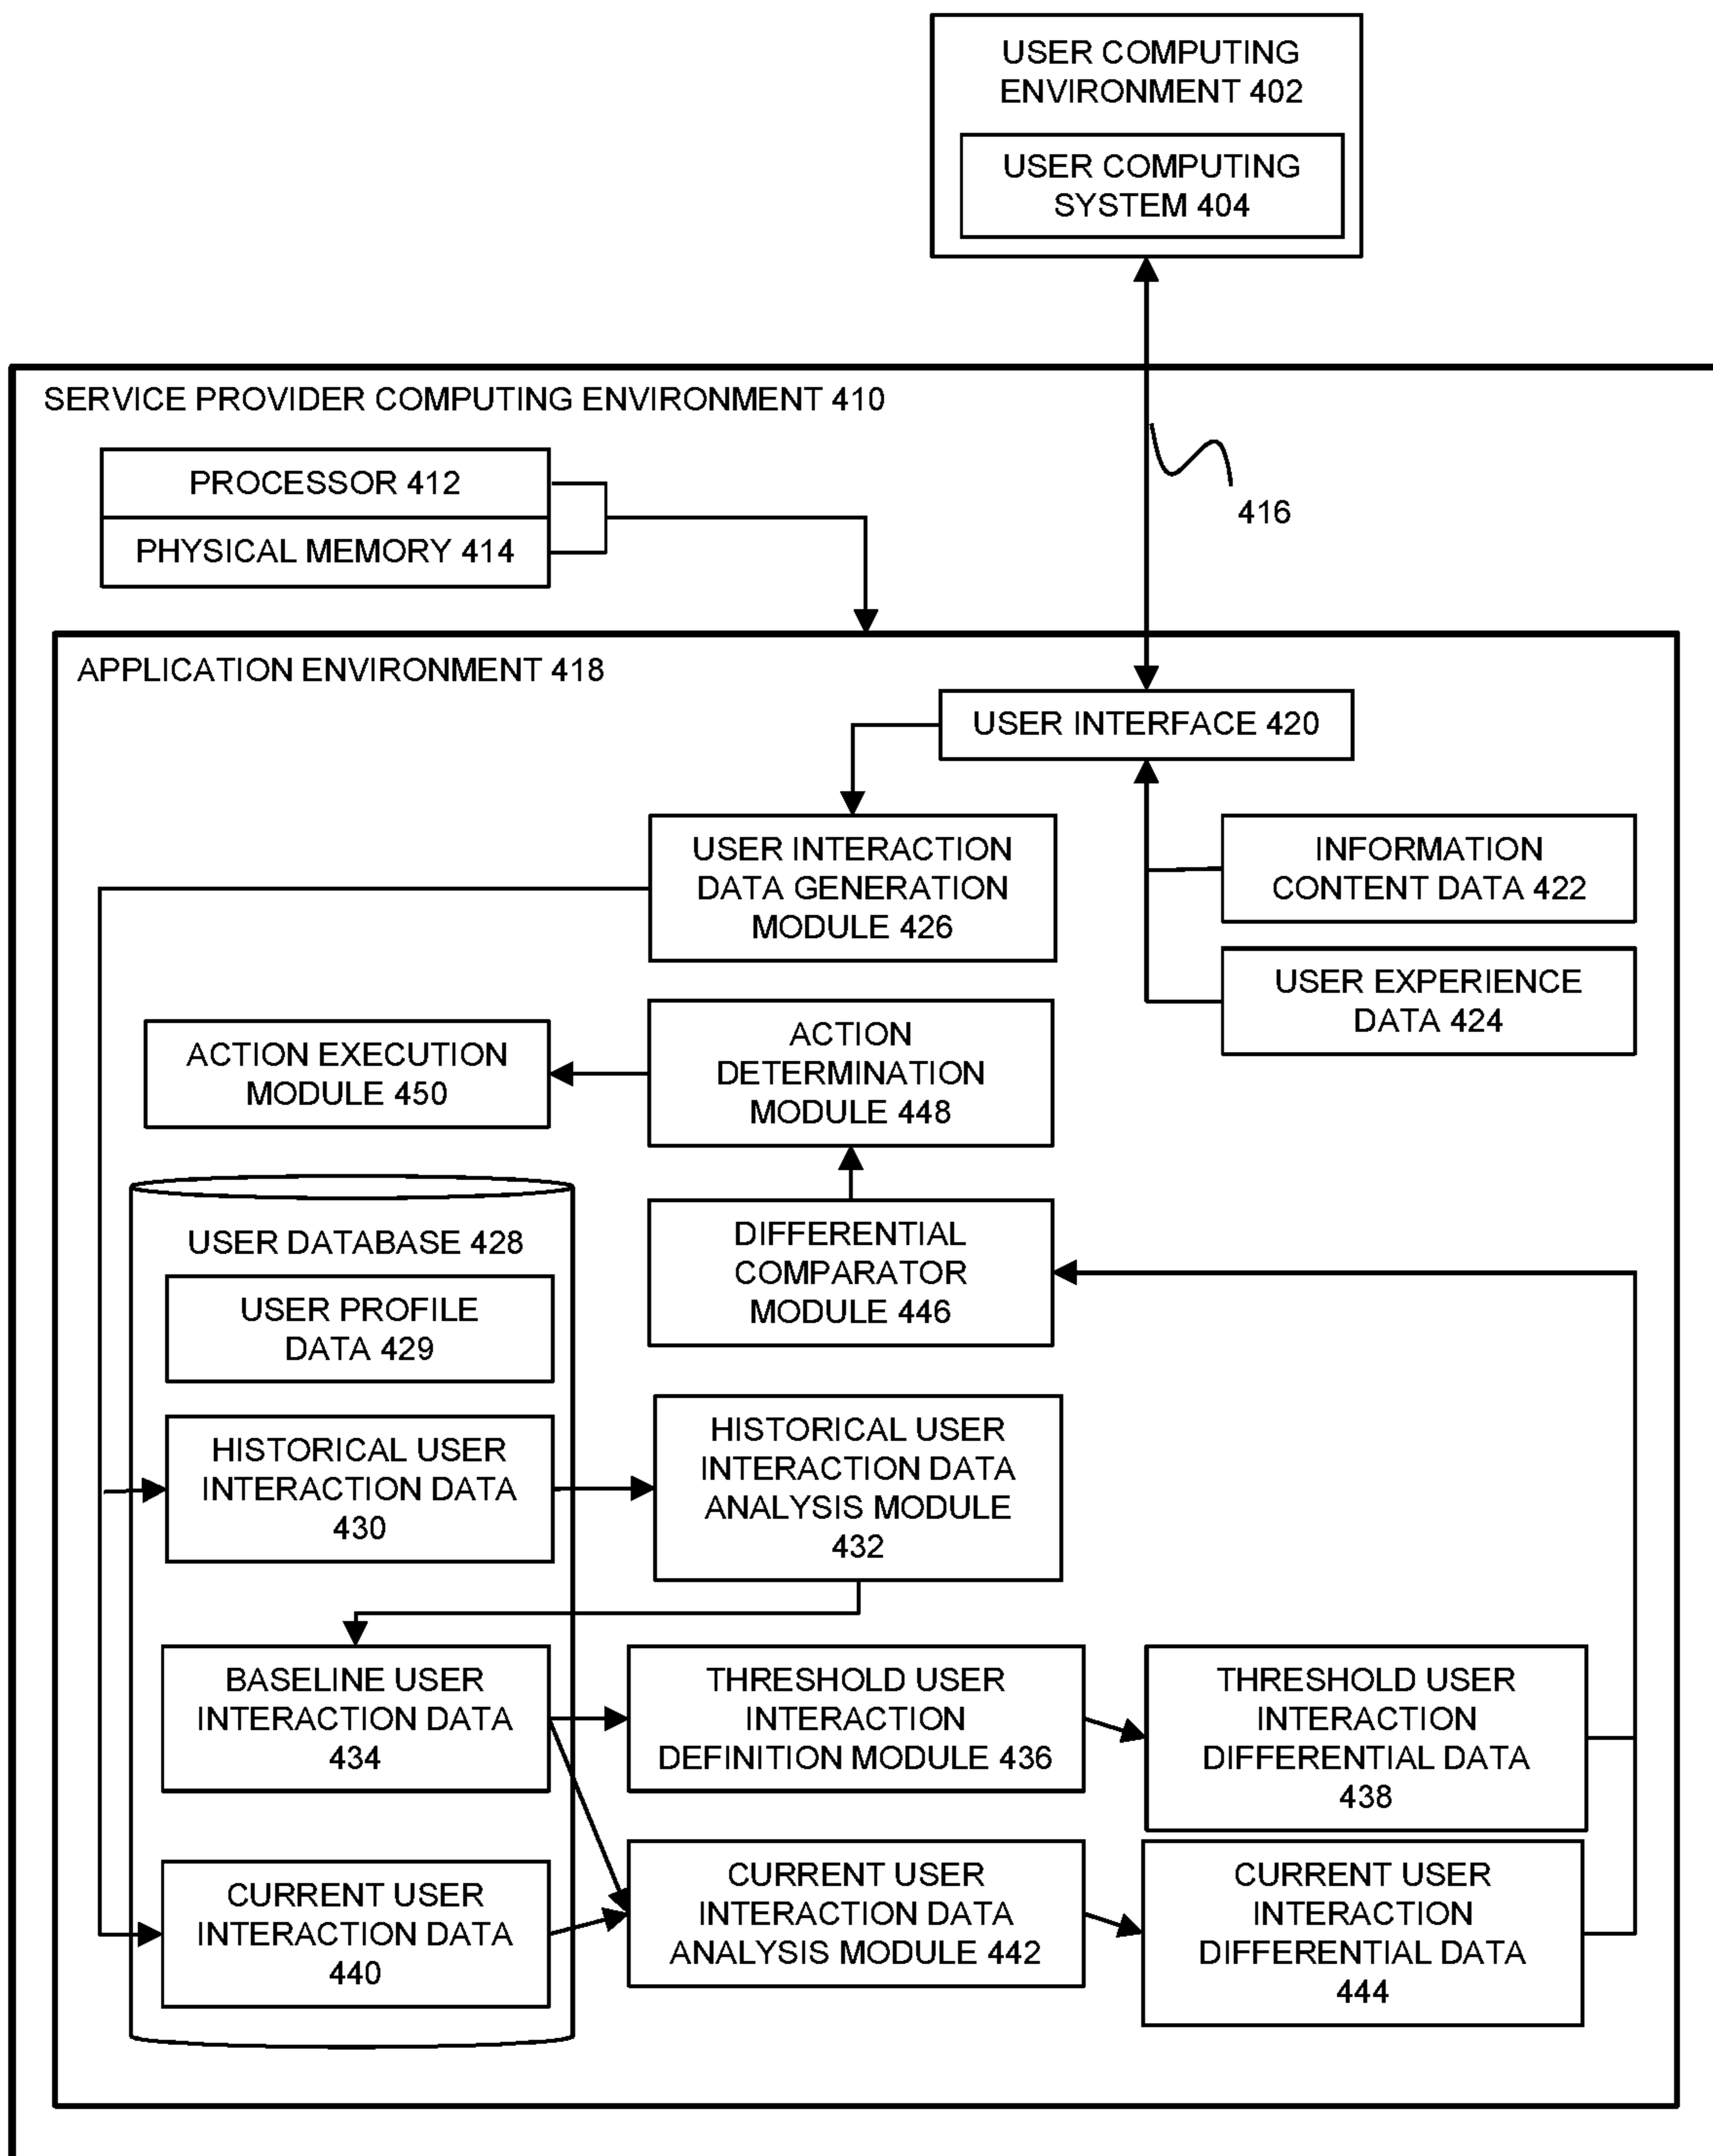 USER COMPUTING
ENVIRONMENT 402
USER COMPUTING
SYSTEM 404
SERVICE PROVIDER COMPUTING ENVIRONMENT 410
PROCESSOR 412
PHYSICAL MEMORY 414
416
APPLICATION ENVIRONMENT 418
USER INTERFACE 420
USER INTERACTION
DATA GENERATION
MODULE 426
INFORMATION
CONTENT DATA 422
USER EXPERIENCE
DATA 424
ACTION EXECUTION
MODULE 450
ACTION
DETERMINATION
MODULE 448
USER DATABASE 428
USER PROFILE
DATA 429
DIFFERENTIAL
COMPARATOR
MODULE 446
HISTORICAL USER
INTERACTION DATA
430
HISTORICAL USER
INTERACTION DATA
ANALYSIS MODULE
432
BASELINE USER
INTERACTION DATA
434
THRESHOLD USER
INTERACTION
DEFINITION MODULE 436
THRESHOLD USER
INTERACTION
DIFFERENTIAL DATA
438
CURRENT USER
INTERACTION DATA
440
CURRENT USER
INTERACTION DATA
ANALYSIS MODULE 442
CURRENT USER
INTERACTION
DIFFERENTIAL DATA
444